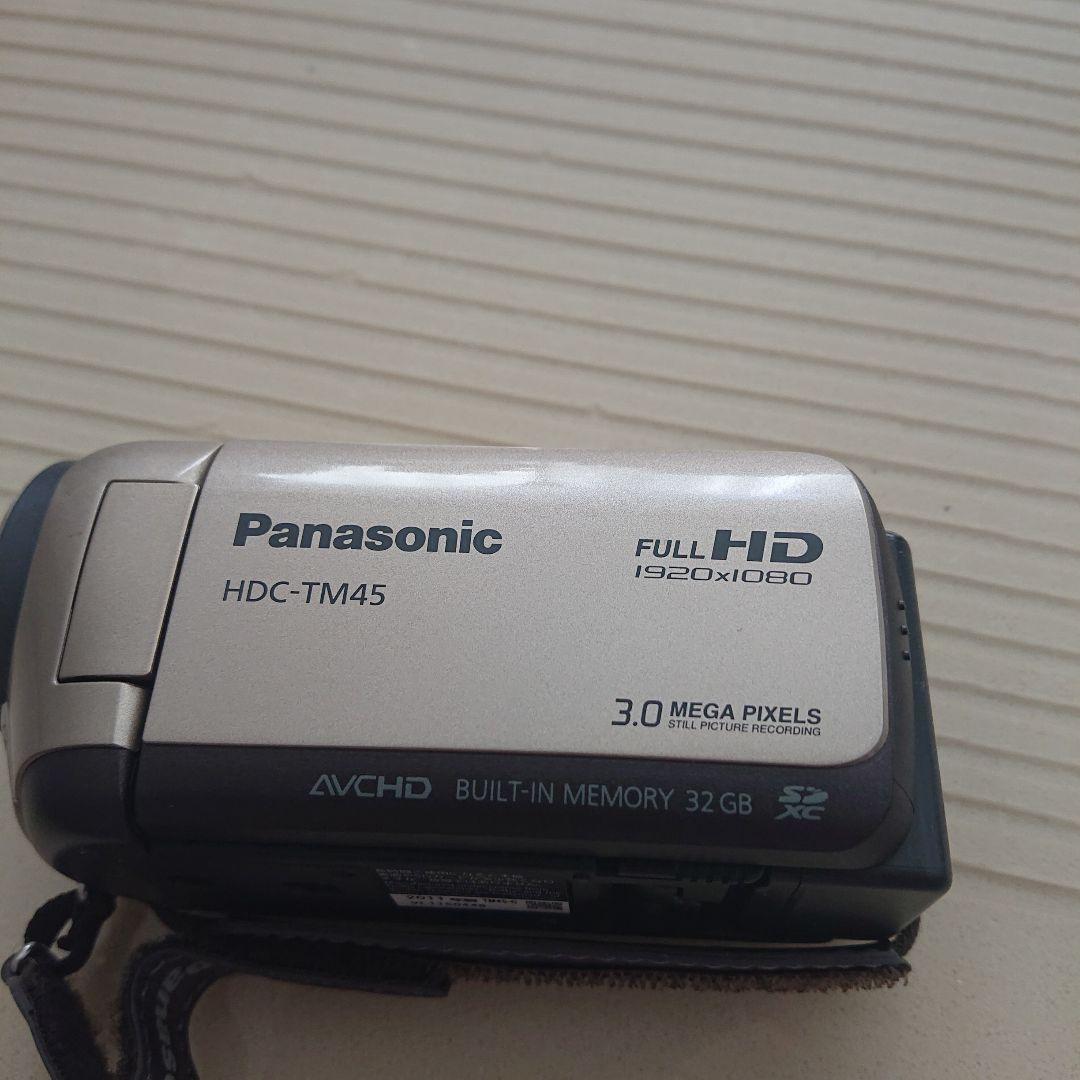 Panasonic
HDC-TM45
FULL HD
1920x1080
3.0 MEGA PIXELS
STILL PICTURE RECORDING
AVCHD BUILT-IN MEMORY 32 GB SD XC
2011